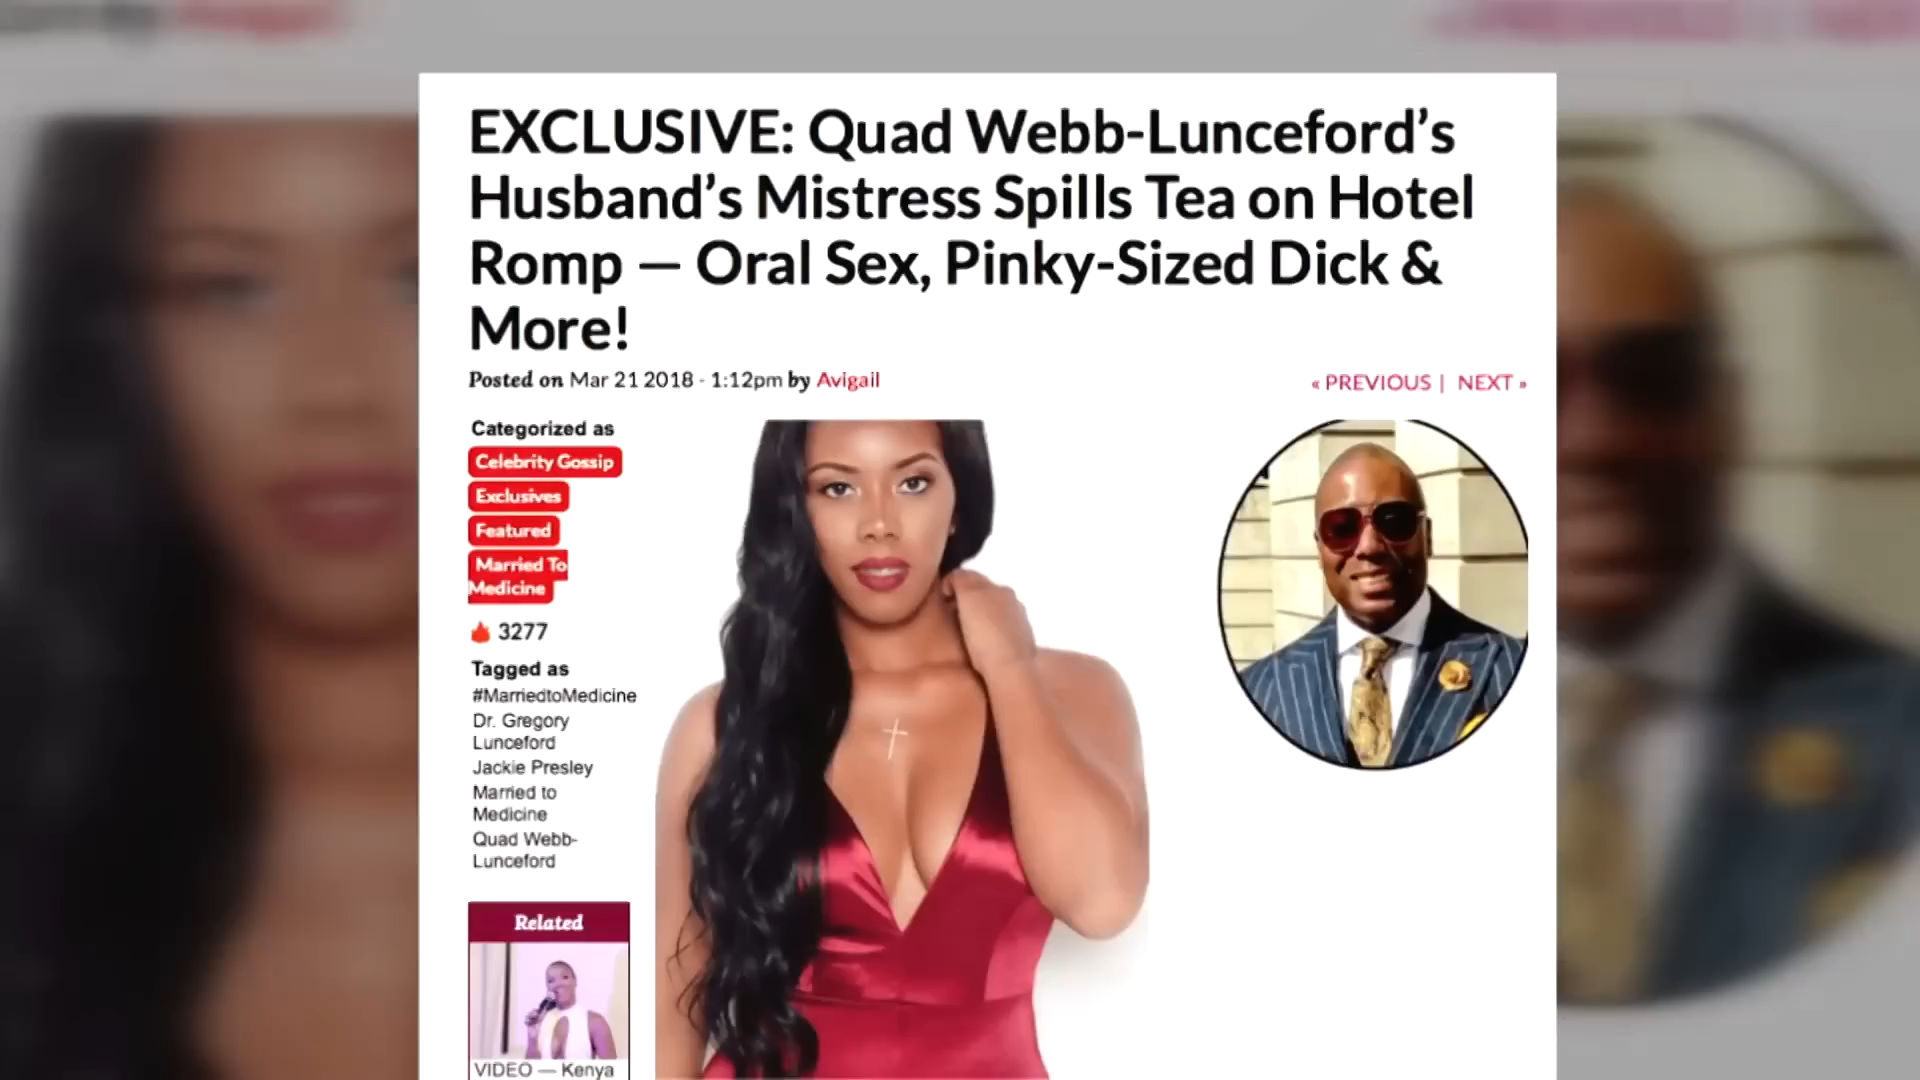 EXCLUSIVE: Quad Webb-Lunceford’s
Husband’s Mistress Spills Tea on Hotel
Romp — Oral Sex, Pinky-Sized Dick &
More!
Posted on Mar 21 2018 - 1:12pm by Avigail
« PREVIOUS | NEXT »
Categorized as
Celebrity Gossip
Exclusives
Featured
Married To
Medicine
3277
Tagged as
#MarriedtoMedicine
Dr. Gregory
Lunceford
Jackie Presley
Married to
Medicine
Quad Webb-
Lunceford
Related
VIDEO — Kenya